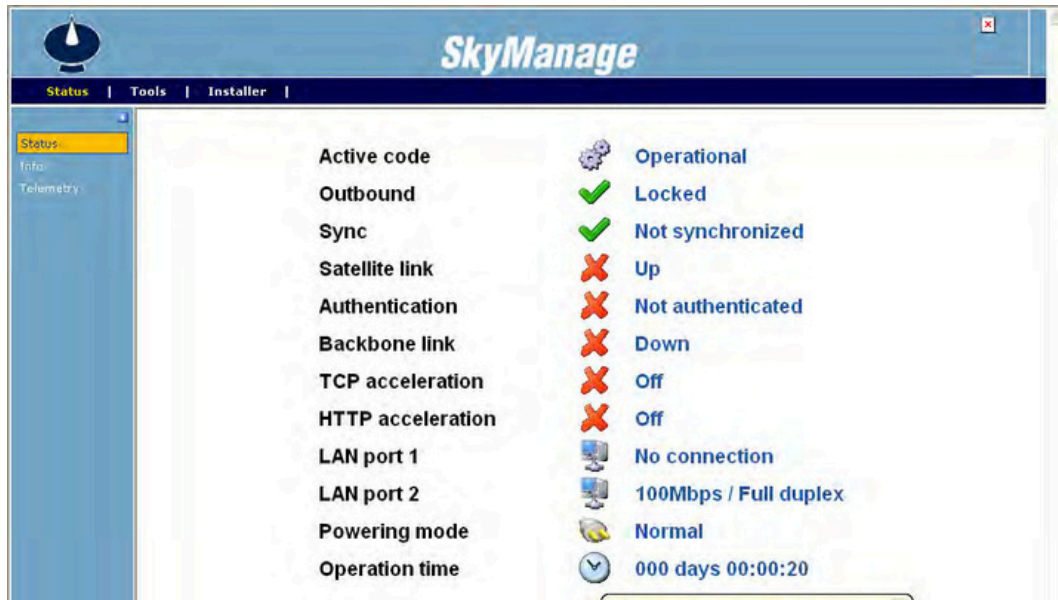 SkyManage
Status | Tools | Installer |
Status
Info
Telemetry
Active code Operational
Outbound Locked
Sync Not synchronized
Satellite link Up
Authentication Not authenticated
Backbone link Down
TCP acceleration Off
HTTP acceleration Off
LAN port 1 No connection
LAN port 2 100Mbps / Full duplex
Powering mode Normal
Operation time 000 days 00:00:20